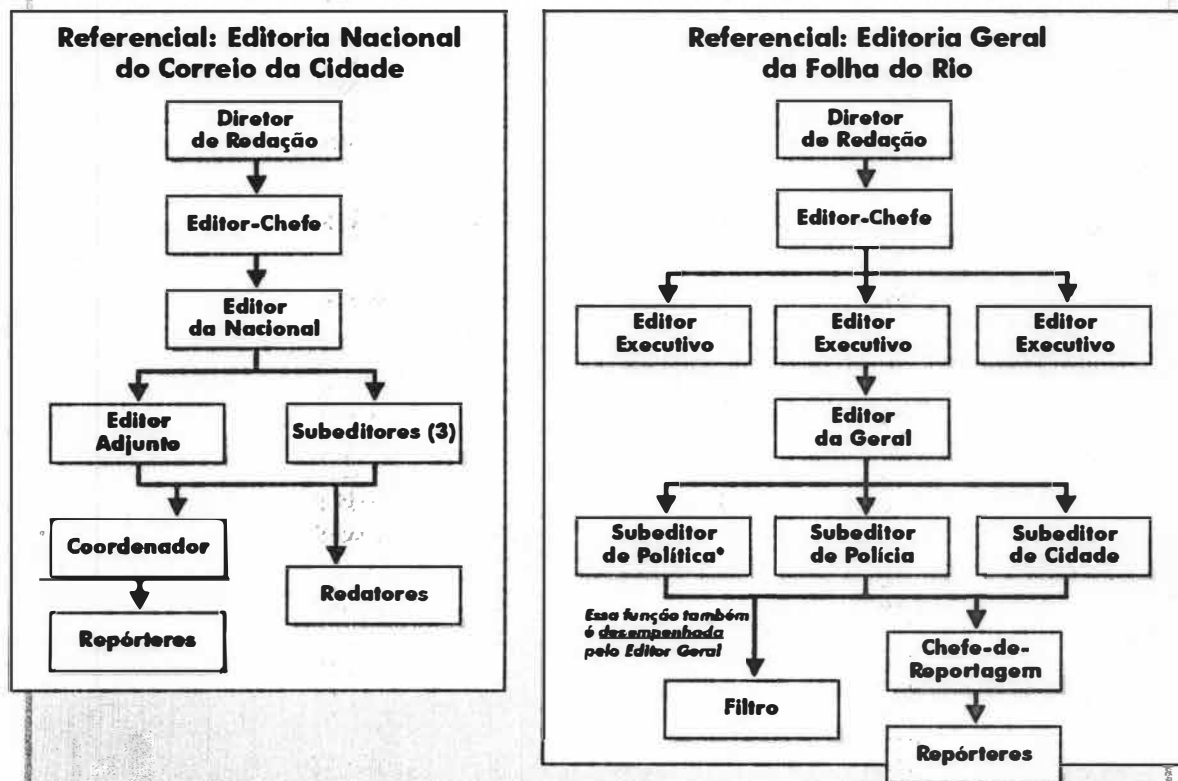 Referencial: Editoria Nacional
do Correio da Cidade
Diretor
de Redação
Editor-Chefe
Editor
da Nacional
Editor
Adjunto
Subeditores (3)
Coordenador
Redatores
Repórteres
Referencial: Editoria Geral
da Folha do Rio
Diretor
de Redação
Editor-Chefe
Editor
Executivo
Editor
Executivo
Editor
Executivo
Editor
da Geral
Subeditor
de Política*
Subeditor
de Polícia
Subeditor
de Cidade
Essa função também
é desempenhada
pelo Editor Geral
Chefe-de-
Reportagem
Filtro
Repórteres